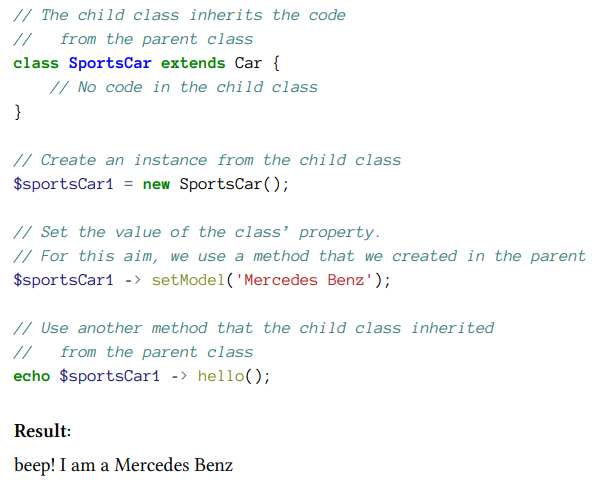 // The child class inherits the code
//   from the parent class
class SportsCar extends Car {
    // No code in the child class
}
// Create an instance from the child class
$sportsCar1 = new SportsCar();
// Set the value of the class’ property.
// For this aim, we use a method that we created in the parent
$sportsCar1 -> setModel('Mercedes Benz');
// Use another method that the child class inherited
//   from the parent class
echo $sportsCar1 -> hello();
Result:
beep! I am a Mercedes Benz